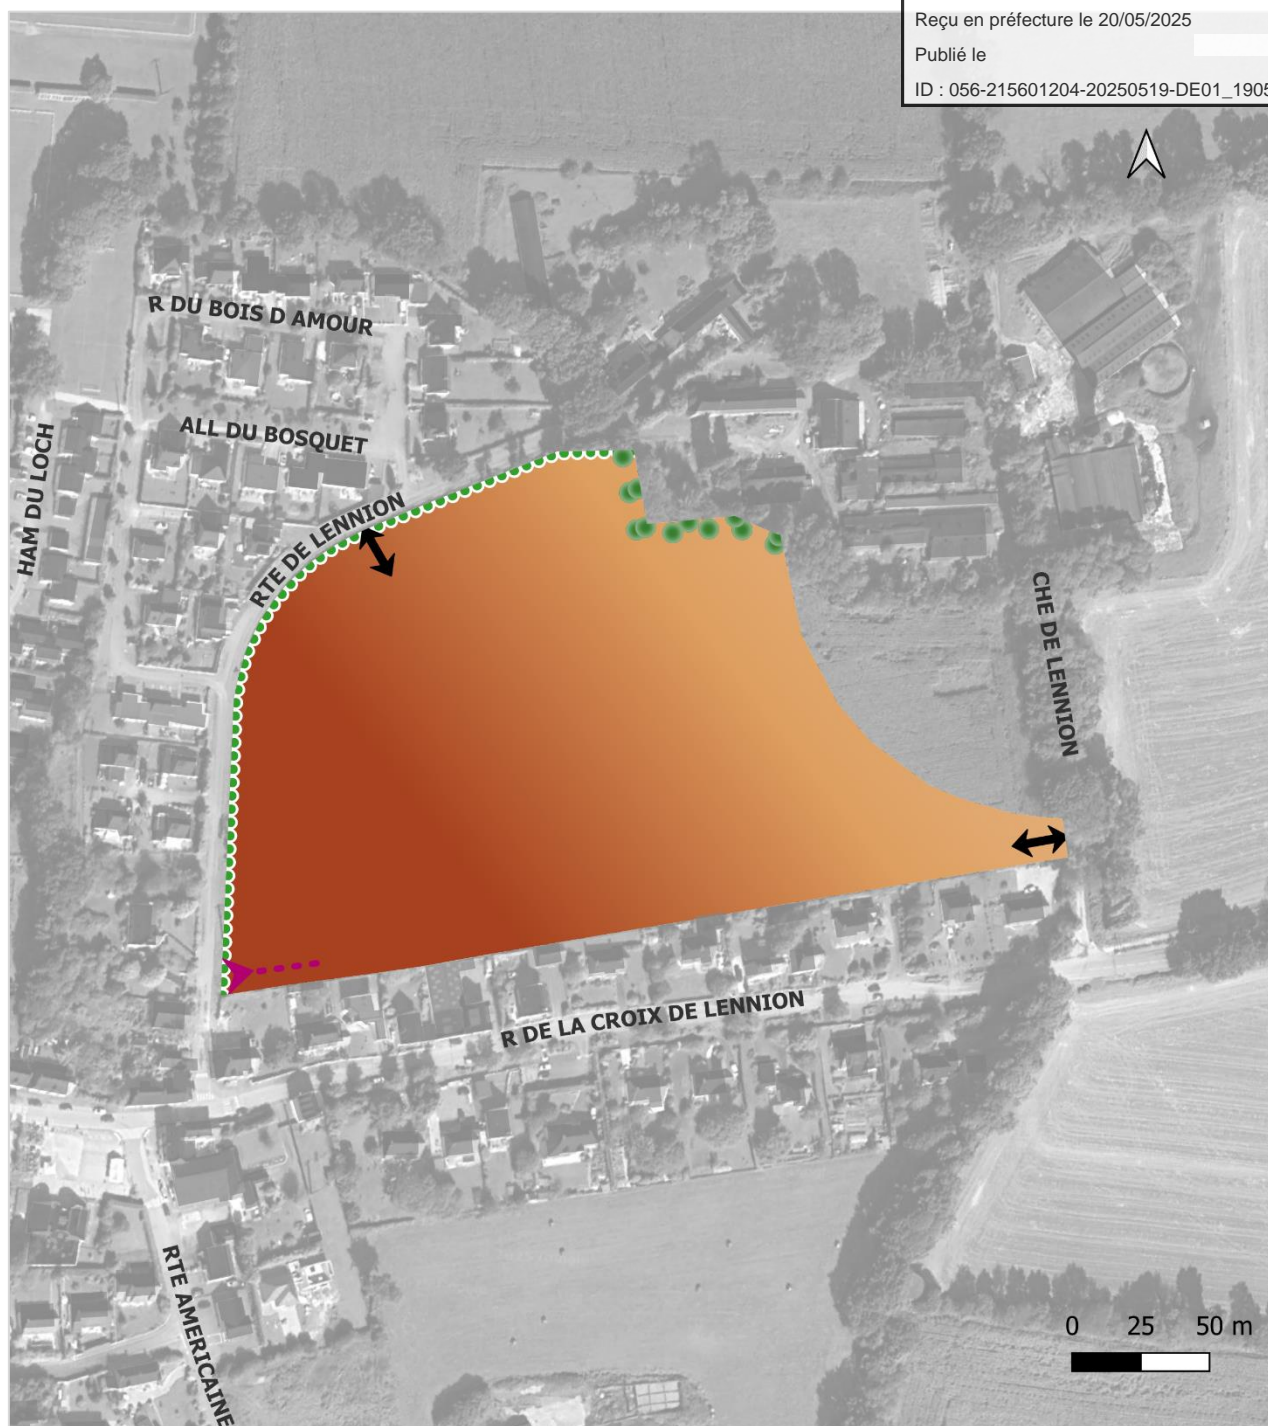 Reçu en préfecture le 20/05/2025
Publié le
ID : 056-215601204-20250519-DE01_1905
R DU BOIS D AMOUR
ALL DU BOSQUET
HAM DU LOCH
RTE DE LENNION
CHE DE LENNION
R DE LA CROIX DE LENNION
RTE AMERICAINE
0 25 50 m